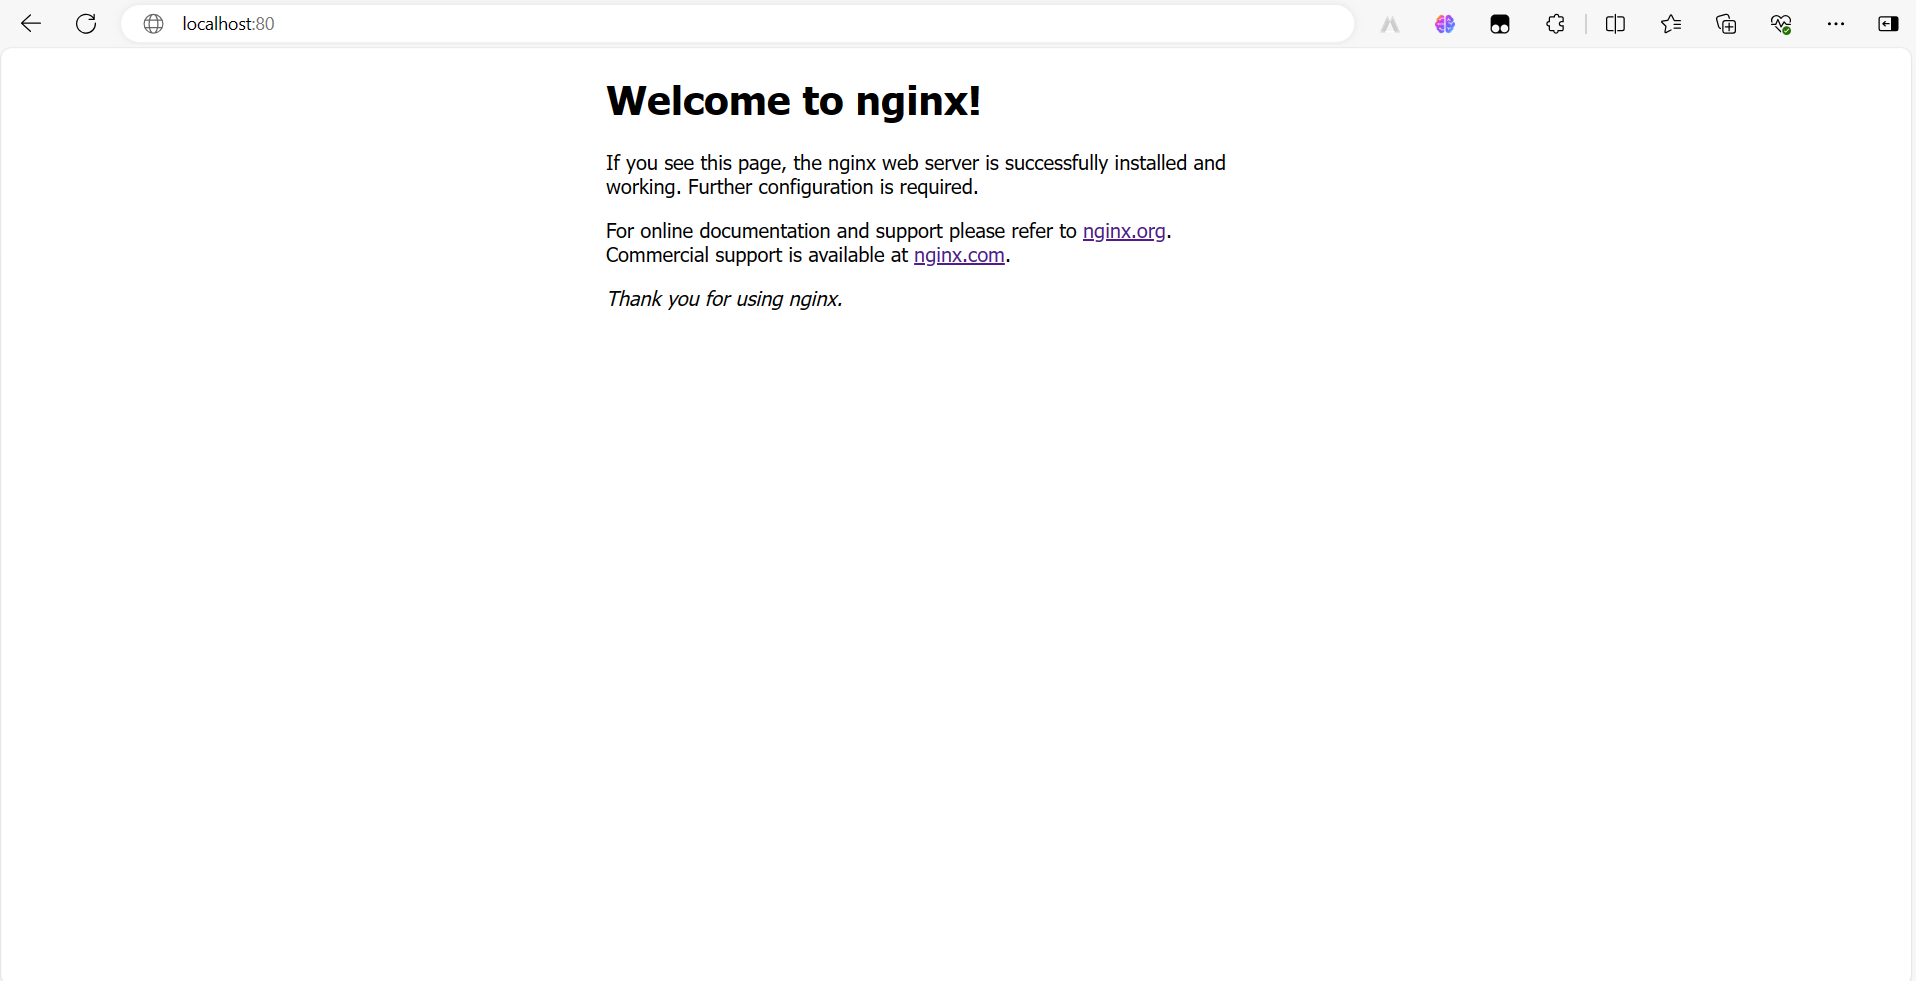 localhost:80
Welcome to nginx!
If you see this page, the nginx web server is successfully installed and
working. Further configuration is required.
For online documentation and support please refer to nginx.org.
Commercial support is available at nginx.com.
Thank you for using nginx.